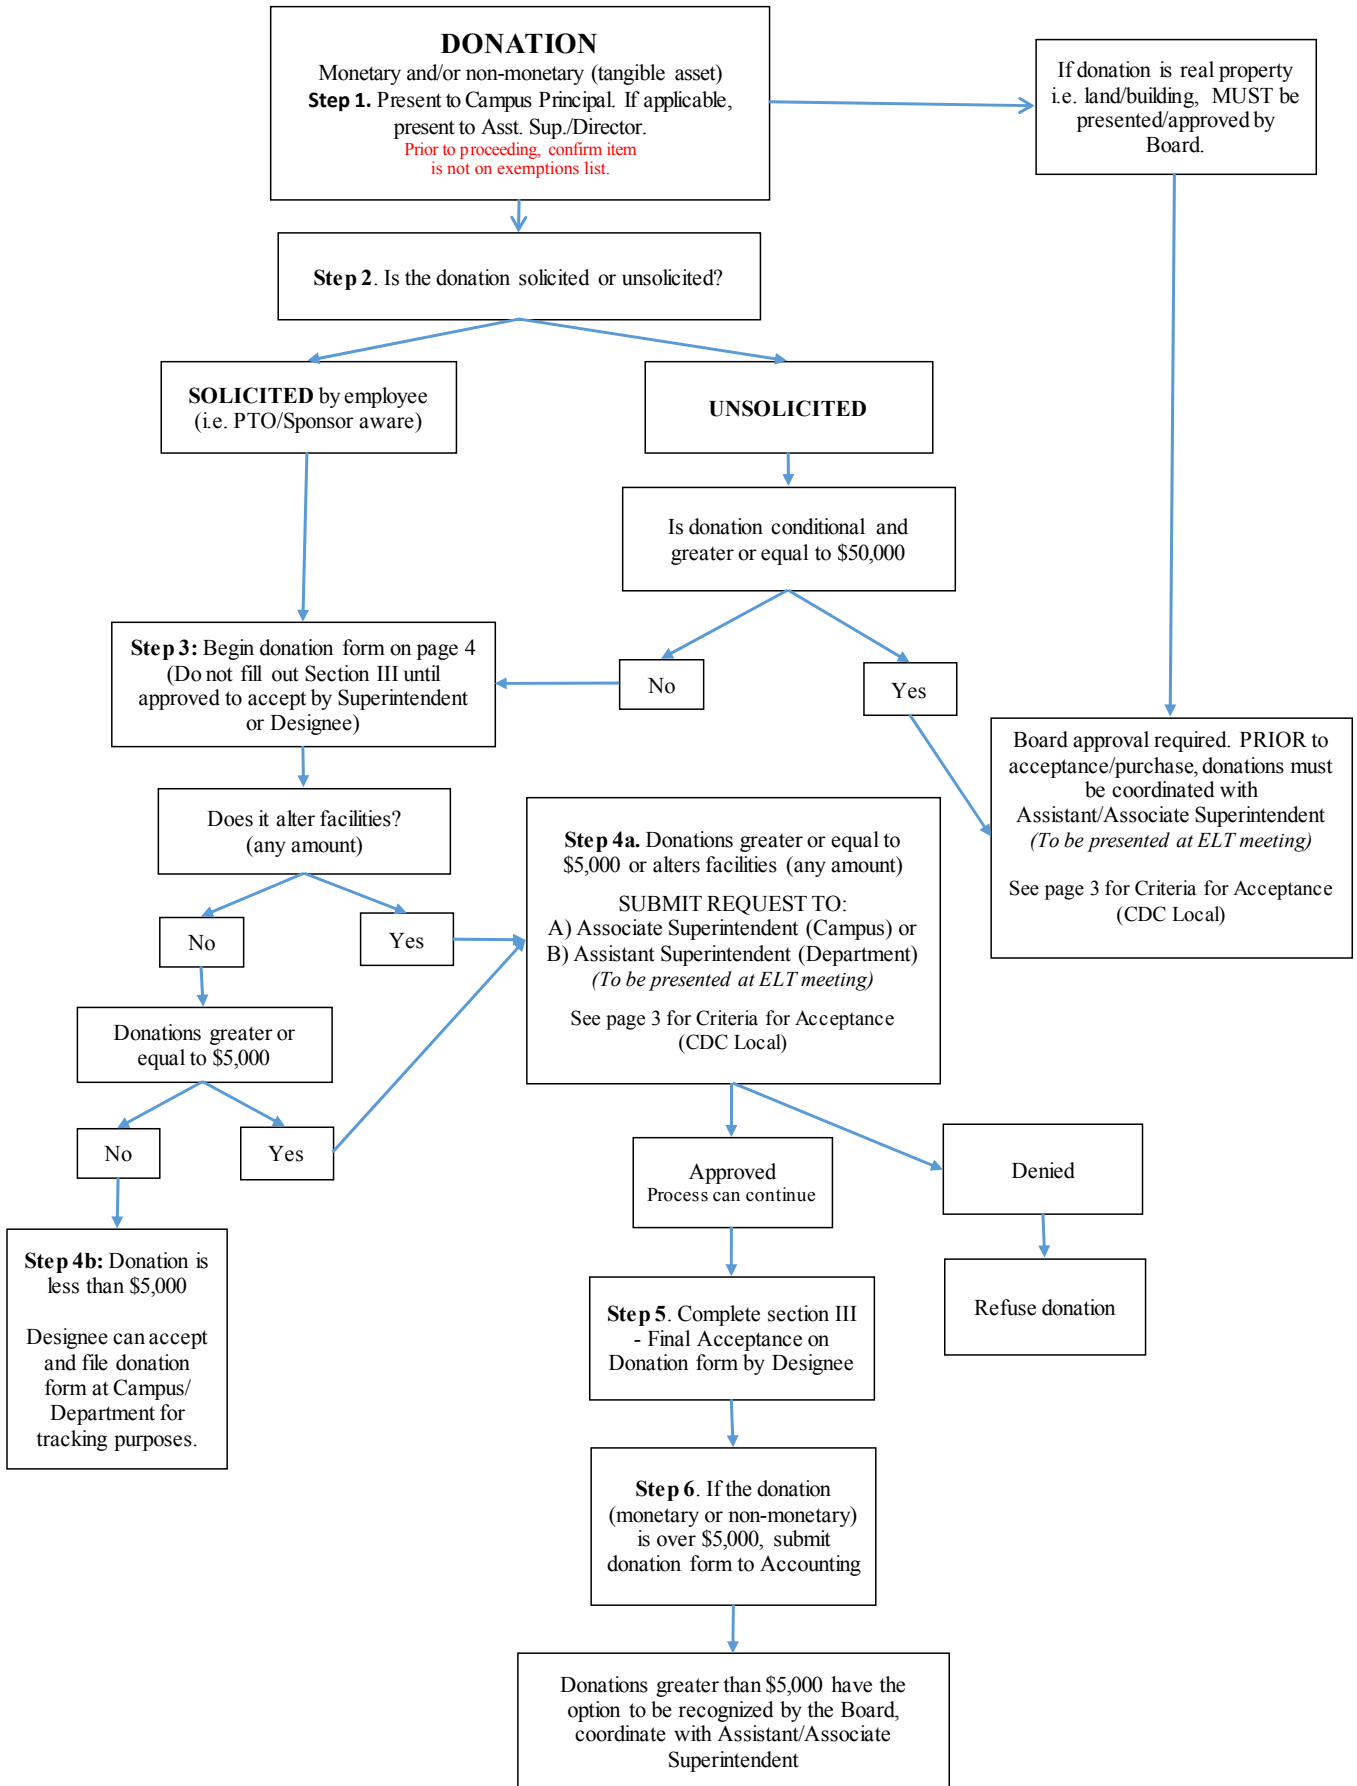 DONATION
Monetary and/or non-monetary (tangible asset)
Step 1. Present to Campus Principal. If applicable,
present to Asst. Sup./Director.
Prior to proceeding, confirm item
is not on exemptions list.
If donation is real property
i.e. land/building, MUST be
presented/approved by
Board.
Step 2. Is the donation solicited or unsolicited?
SOLICITED by employee
(i.e. PTO/Sponsor aware)
UNSOLICITED
Is donation conditional and
greater or equal to $50,000
Step 3: Begin donation form on page 4
(Do not fill out Section III until
approved to accept by Superintendent
or Designee)
No
Yes
Board approval required. PRIOR to
acceptance/purchase, donations must
be coordinated with
Assistant/Associate Superintendent
(To be presented at ELT meeting)
See page 3 for Criteria for Acceptance
(CDC Local)
Does it alter facilities?
(any amount)
No
Yes
Step 4a. Donations greater or equal to
$5,000 or alters facilities (any amount)
SUBMIT REQUEST TO:
A) Associate Superintendent (Campus) or
B) Assistant Superintendent (Department)
(To be presented at ELT meeting)
See page 3 for Criteria for Acceptance
(CDC Local)
Donations greater or
equal to $5,000
No
Yes
Approved
Process can continue
Denied
Step 4b: Donation is
less than $5,000
Designee can accept
and file donation
form at Campus/
Department for
tracking purposes.
Refuse donation
Step 5. Complete section III
- Final Acceptance on
Donation form by Designee
Step 6. If the donation
(monetary or non-monetary)
is over $5,000, submit
donation form to Accounting
Donations greater than $5,000 have the
option to be recognized by the Board,
coordinate with Assistant/Associate
Superintendent